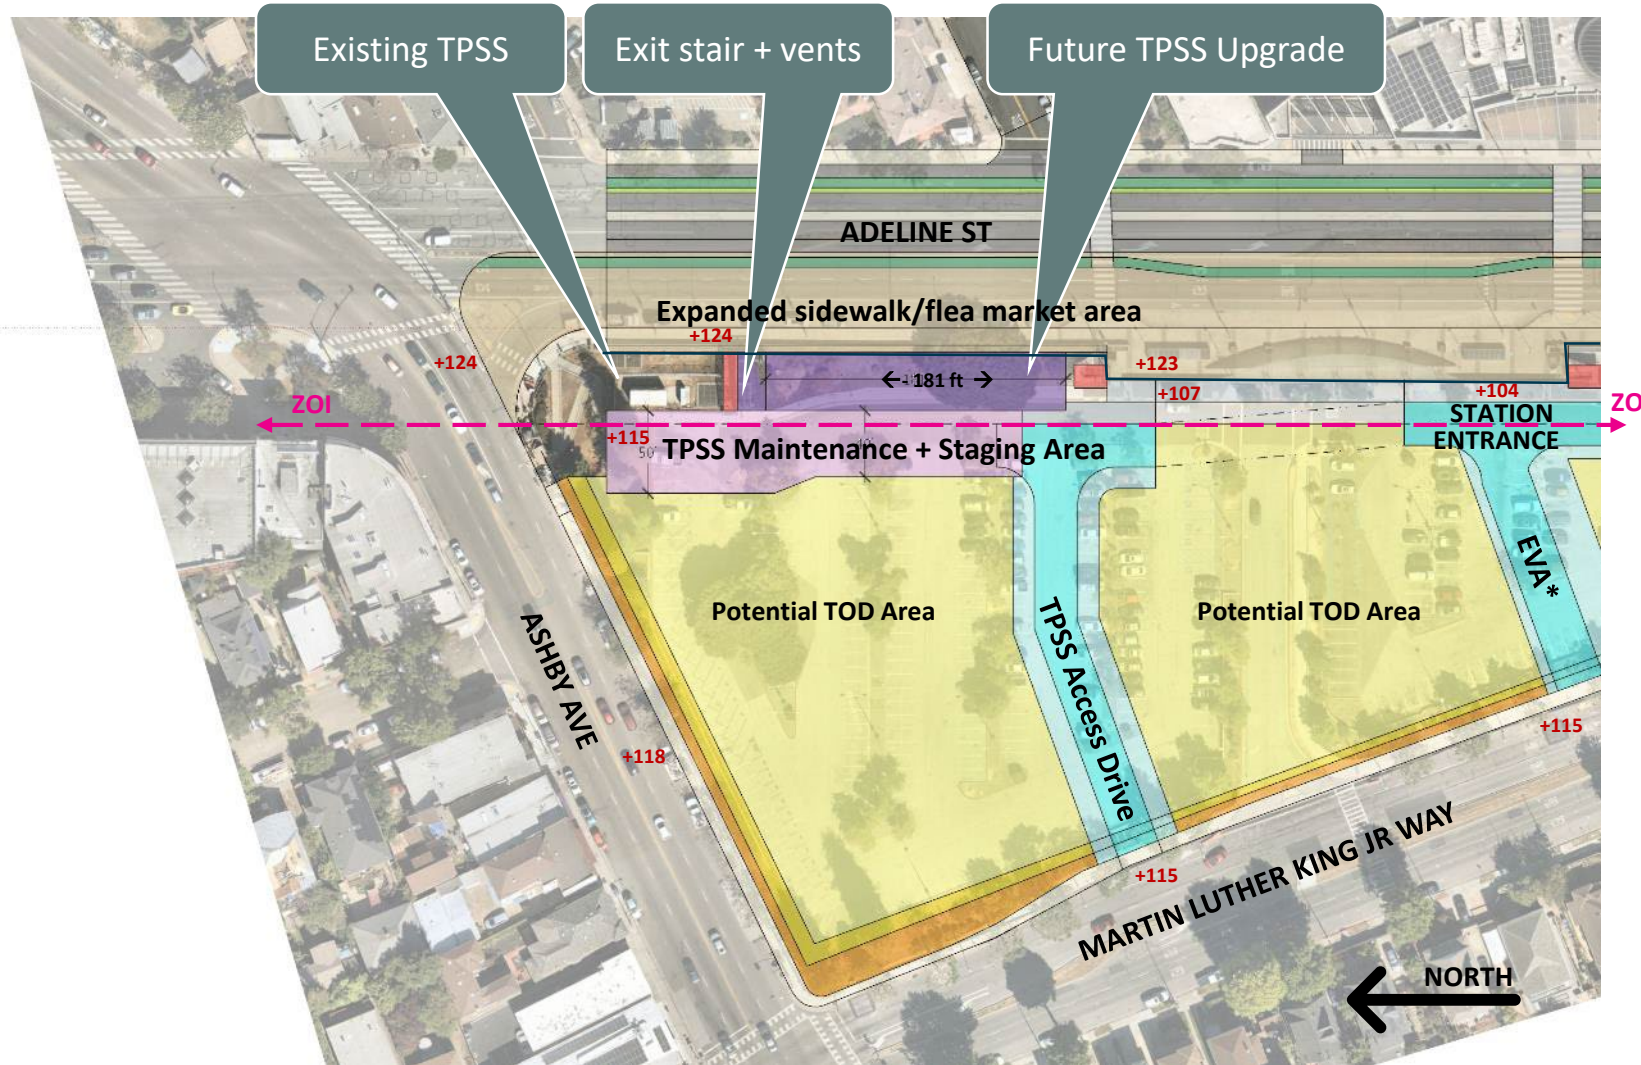 Existing TPSS
Exit stair + vents
Future TPSS Upgrade
ADELINE ST
Expanded sidewalk/flea market area
+124
+124
+123
181 ft
+107
+104
ZOI
ZO
STATION
ENTRANCE
+115
50'
TPSS Maintenance + Staging Area
EVA*
Potential TOD Area
Potential TOD Area
TPSS Access Drive
ASHBY AVE
+118
+115
+115
MARTIN LUTHER KING JR WAY
NORTH